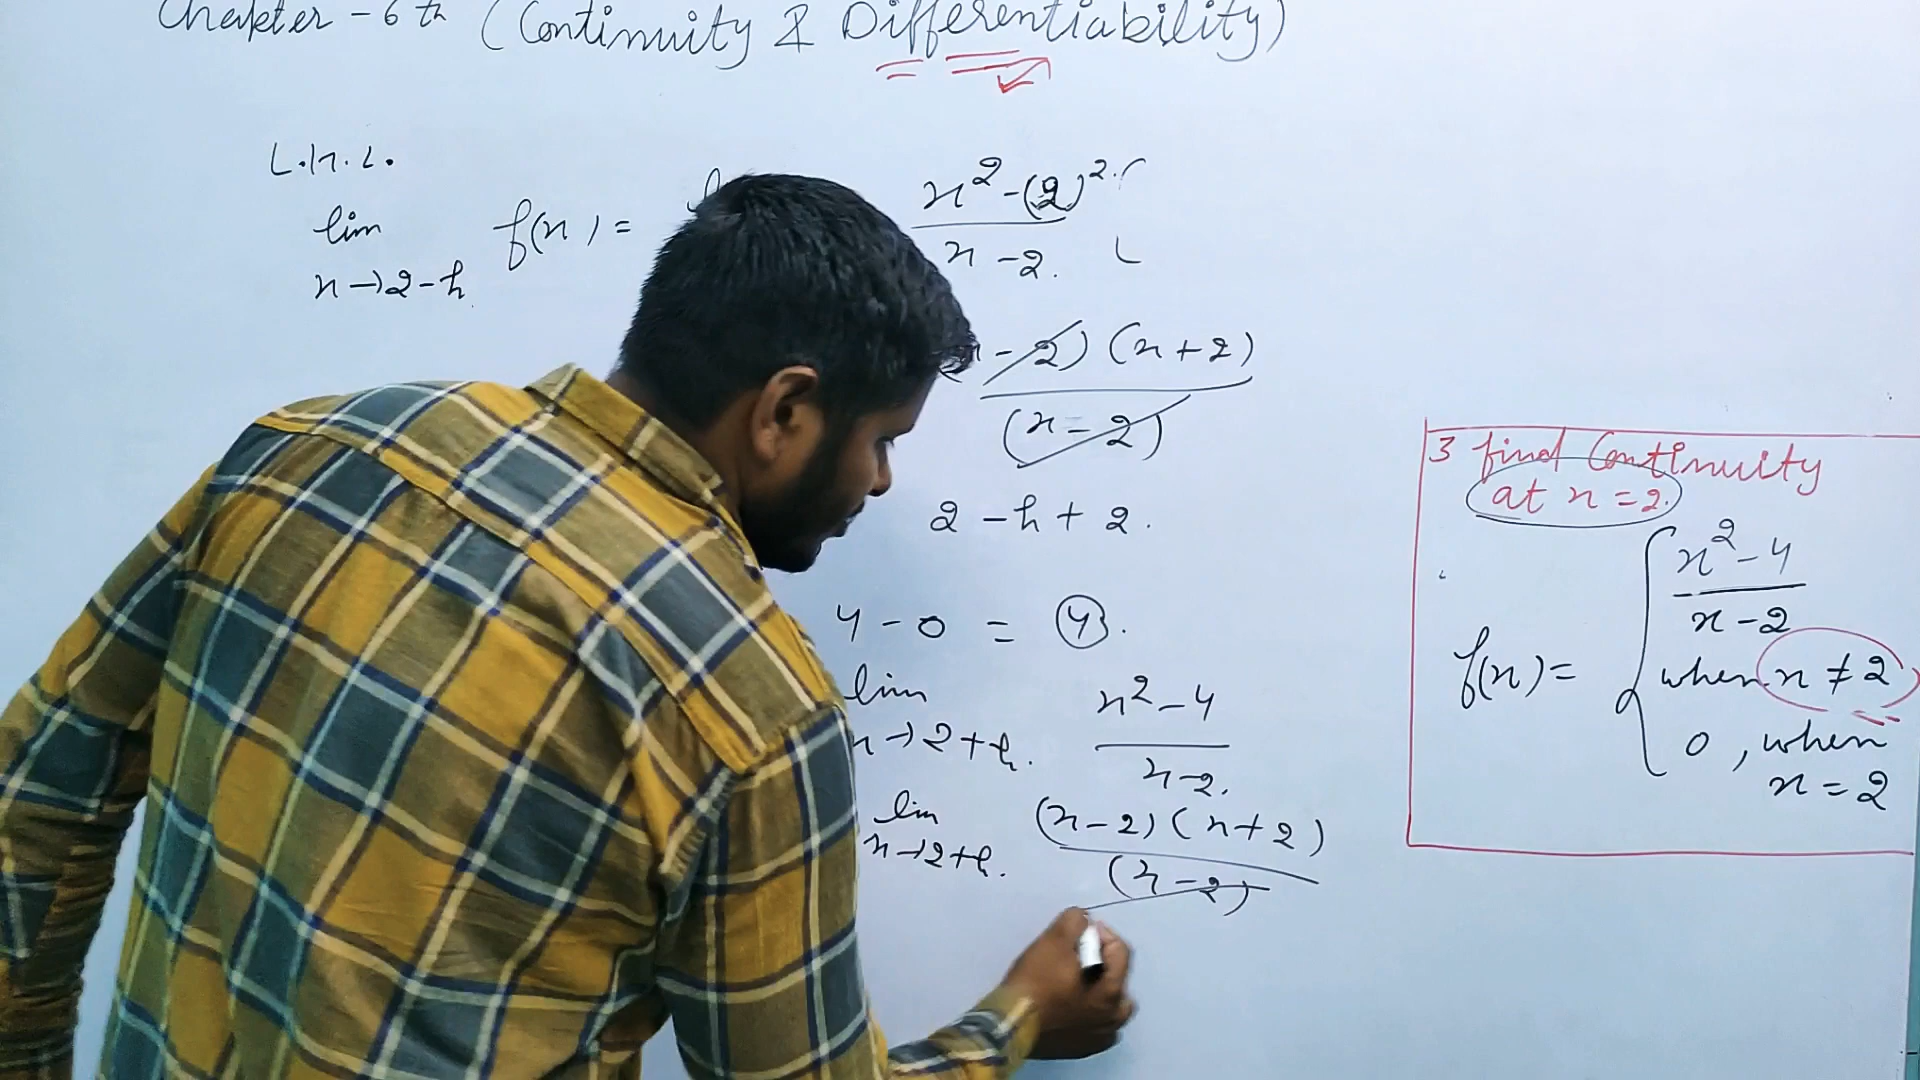 Chapter - 6th (Continuity & Differentiability)
L.H.L.
lim f(x) = x² - (2)²
x→2-h x - 2.
- 2) (x + 2)
(x - 2)
2 - h + 2.
4 - 0 = 4.
lim x² - 4
x→2+h. x - 2.
lim (x - 2) (x + 2)
x→2+h. (x - 2)
3 find Continuity
at x = 2.
f(x) = { x² - 4
x - 2
when x ≠ 2
0 , when
x = 2